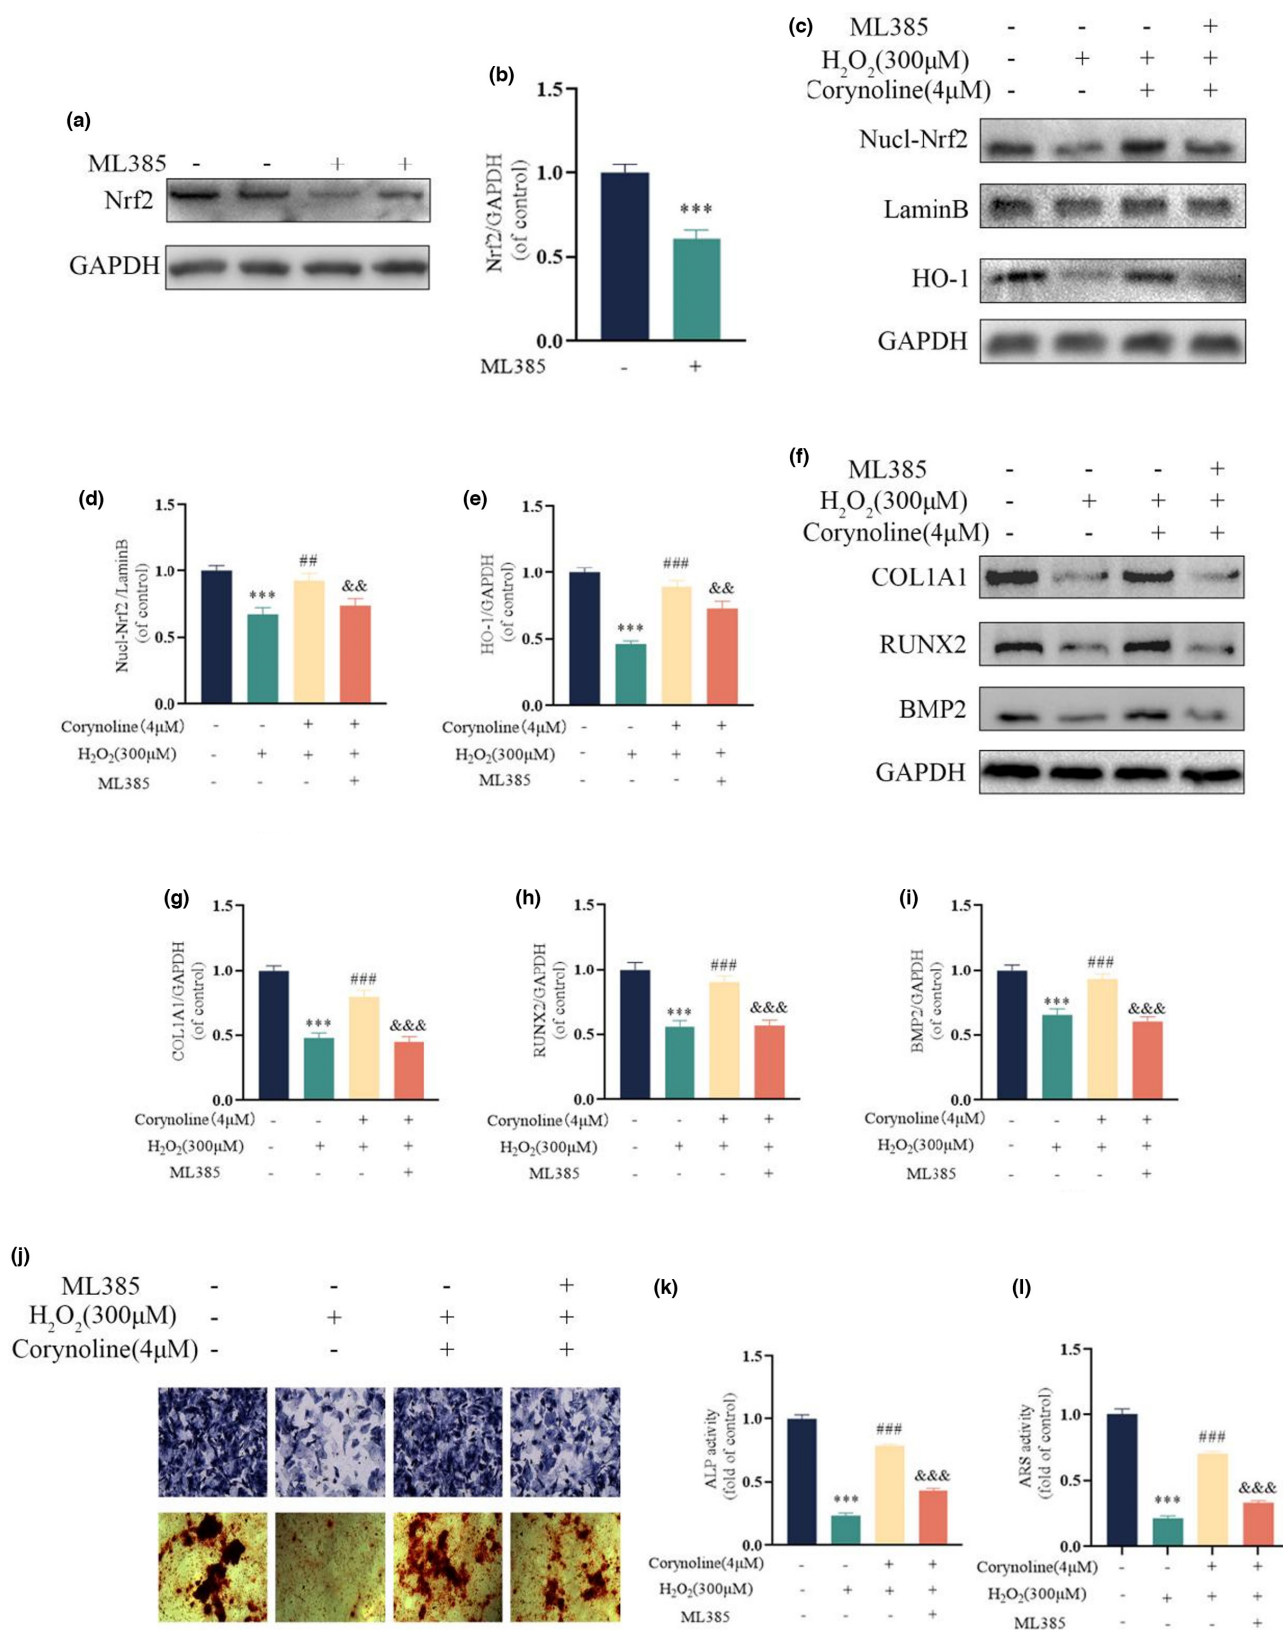 (a)
ML385 - - + +
Nrf2
GAPDH
(b)
Nrf2/GAPDH
(of control)
1.5
1.0
0.5
0.0
***
ML385 - +
(c)
ML385 - - - +
H2O2(300μM) - + + +
Corynoline(4μM) - - + +
Nucl-Nrf2
LaminB
HO-1
GAPDH
(d)
Nucl-Nrf2/LaminB
(of control)
1.5
1.0
0.5
0.0
***
##
&&
Corynoline(4μM) - - + +
H2O2(300μM) - + + +
ML385 - - - +
(e)
HO-1/GAPDH
(of control)
1.5
1.0
0.5
0.0
***
###
&&
Corynoline(4μM) - - + +
H2O2(300μM) - + + +
ML385 - - - +
(f)
ML385 - - - +
H2O2(300μM) - + + +
Corynoline(4μM) - - + +
COL1A1
RUNX2
BMP2
GAPDH
(g)
COL1A1/GAPDH
(of control)
1.5
1.0
0.5
0.0
***
###
&&&
Corynoline(4μM) - - + +
H2O2(300μM) - + + +
ML385 - - - +
(h)
RUNX2/GAPDH
(of control)
1.5
1.0
0.5
0.0
***
###
&&&
Corynoline(4μM) - - + +
H2O2(300μM) - + + +
ML385 - - - +
(i)
BMP2/GAPDH
(of control)
1.5
1.0
0.5
0.0
***
###
&&&
Corynoline(4μM) - - + +
H2O2(300μM) - + + +
ML385 - - - +
(j)
ML385 - - - +
H2O2(300μM) - + + +
Corynoline(4μM) - - + +
(k)
ALP activity
(fold of control)
1.5
1.0
0.5
0.0
***
###
&&&
Corynoline(4μM) - - + +
H2O2(300μM) - + + +
ML385 - - - +
(l)
ARS activity
(fold of control)
1.5
1.0
0.5
0.0
***
###
&&&
Corynoline(4μM) - - + +
H2O2(300μM) - + + +
ML385 - - - +